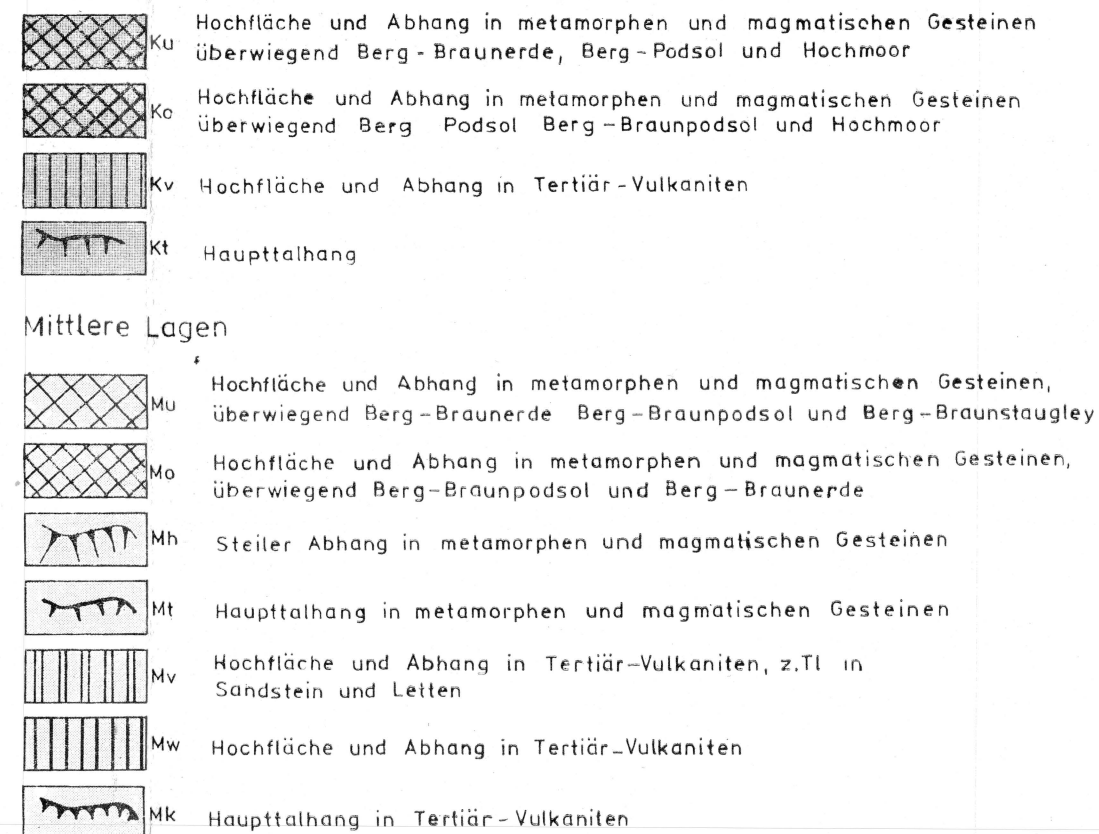 Ku Hochfläche und Abhang in metamorphen und magmatischen Gesteinen
überwiegend Berg - Braunerde, Berg - Podsol und Hochmoor
Ko Hochfläche und Abhang in metamorphen und magmatischen Gesteinen
überwiegend Berg Podsol Berg - Braunpodsol und Hochmoor
Kv Hochfläche und Abhang in Tertiär - Vulkaniten
Kt Haupttalhang
Mittlere Lagen
Mu Hochfläche und Abhang in metamorphen und magmatischen Gesteinen,
überwiegend Berg - Braunerde Berg - Braunpodsol und Berg - Braunstaugley
Mo Hochfläche und Abhang in metamorphen und magmatischen Gesteinen,
überwiegend Berg - Braunpodsol und Berg - Braunerde
Mh Steiler Abhang in metamorphen und magmatischen Gesteinen
Mt Haupttalhang in metamorphen und magmatischen Gesteinen
Mv Hochfläche und Abhang in Tertiär - Vulkaniten, z.Tl in
Sandstein und Letten
Mw Hochfläche und Abhang in Tertiär - Vulkaniten
Mk Haupttalhang in Tertiär - Vulkaniten